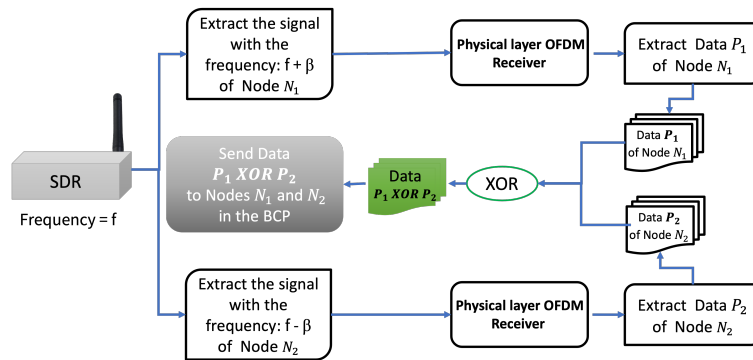 Extract the signal
with the
frequency: f + β
of Node N₁
Physical layer OFDM
Receiver
Extract Data P₁
of Node N₁
Data P₁
of Node N₁
SDR
Frequency = f
Send Data
P₁ XOR P₂
to Nodes N₁ and N₂
in the BCP
Data
P₁ XOR P₂
XOR
Data P₂
of Node N₂
Extract the signal
with the
frequency: f - β
of Node N₂
Physical layer OFDM
Receiver
Extract Data P₂
of Node N₂